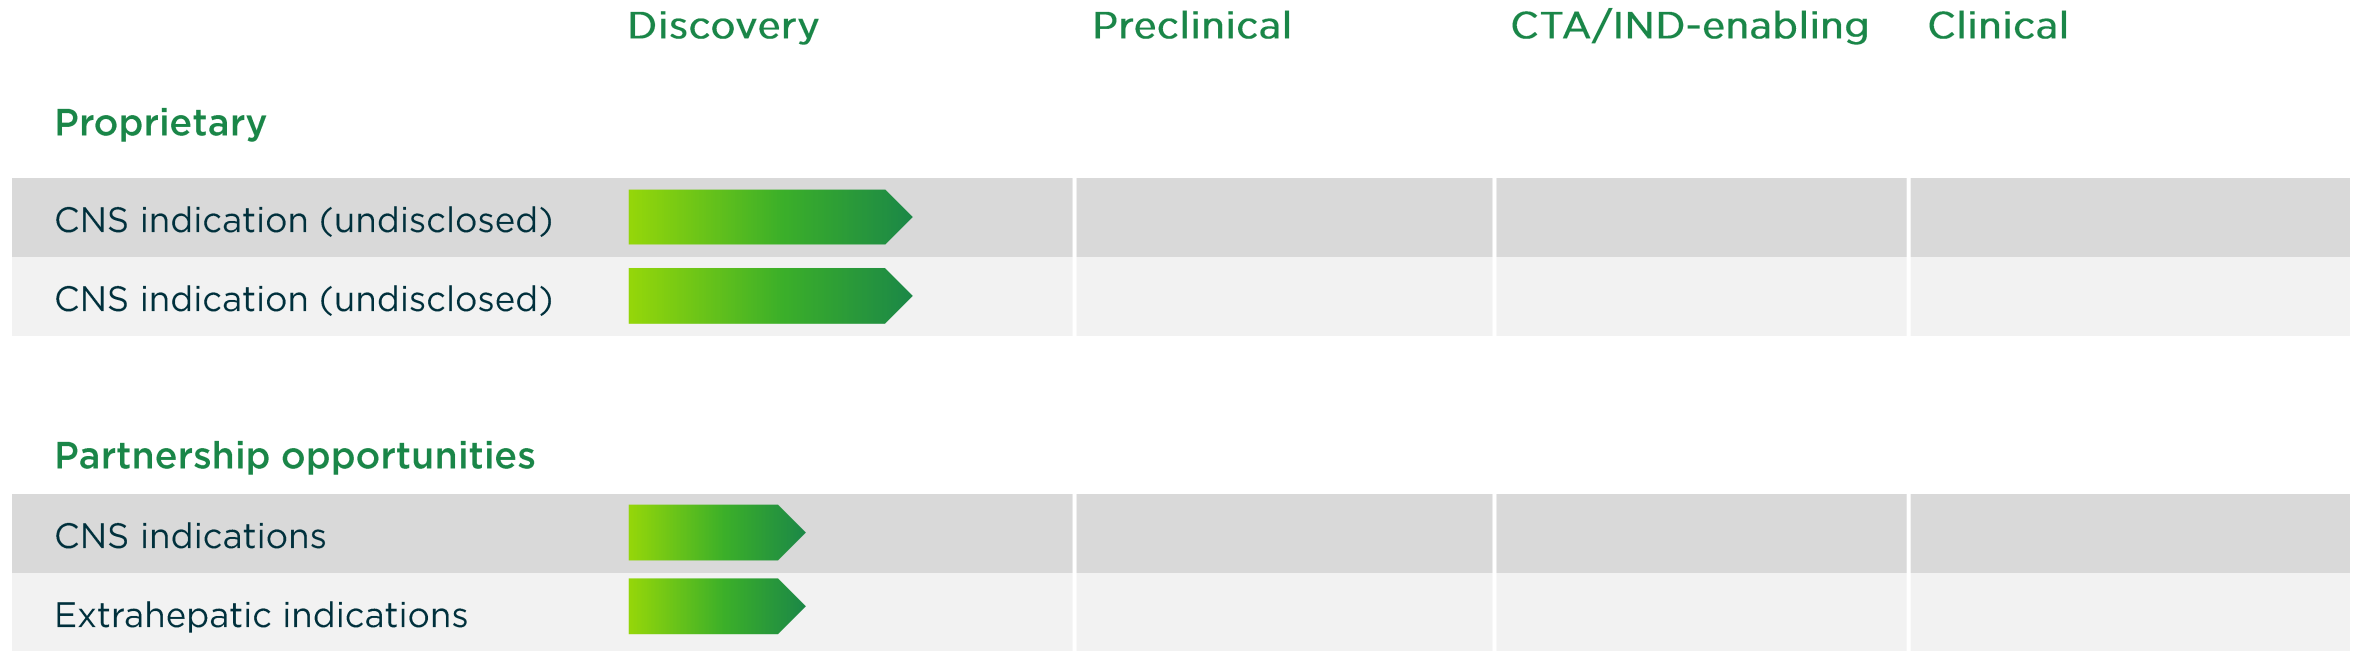 Discovery Preclinical CTA/IND-enabling Clinical
Proprietary
CNS indication (undisclosed)
CNS indication (undisclosed)
Partnership opportunities
CNS indications
Extrahepatic indications